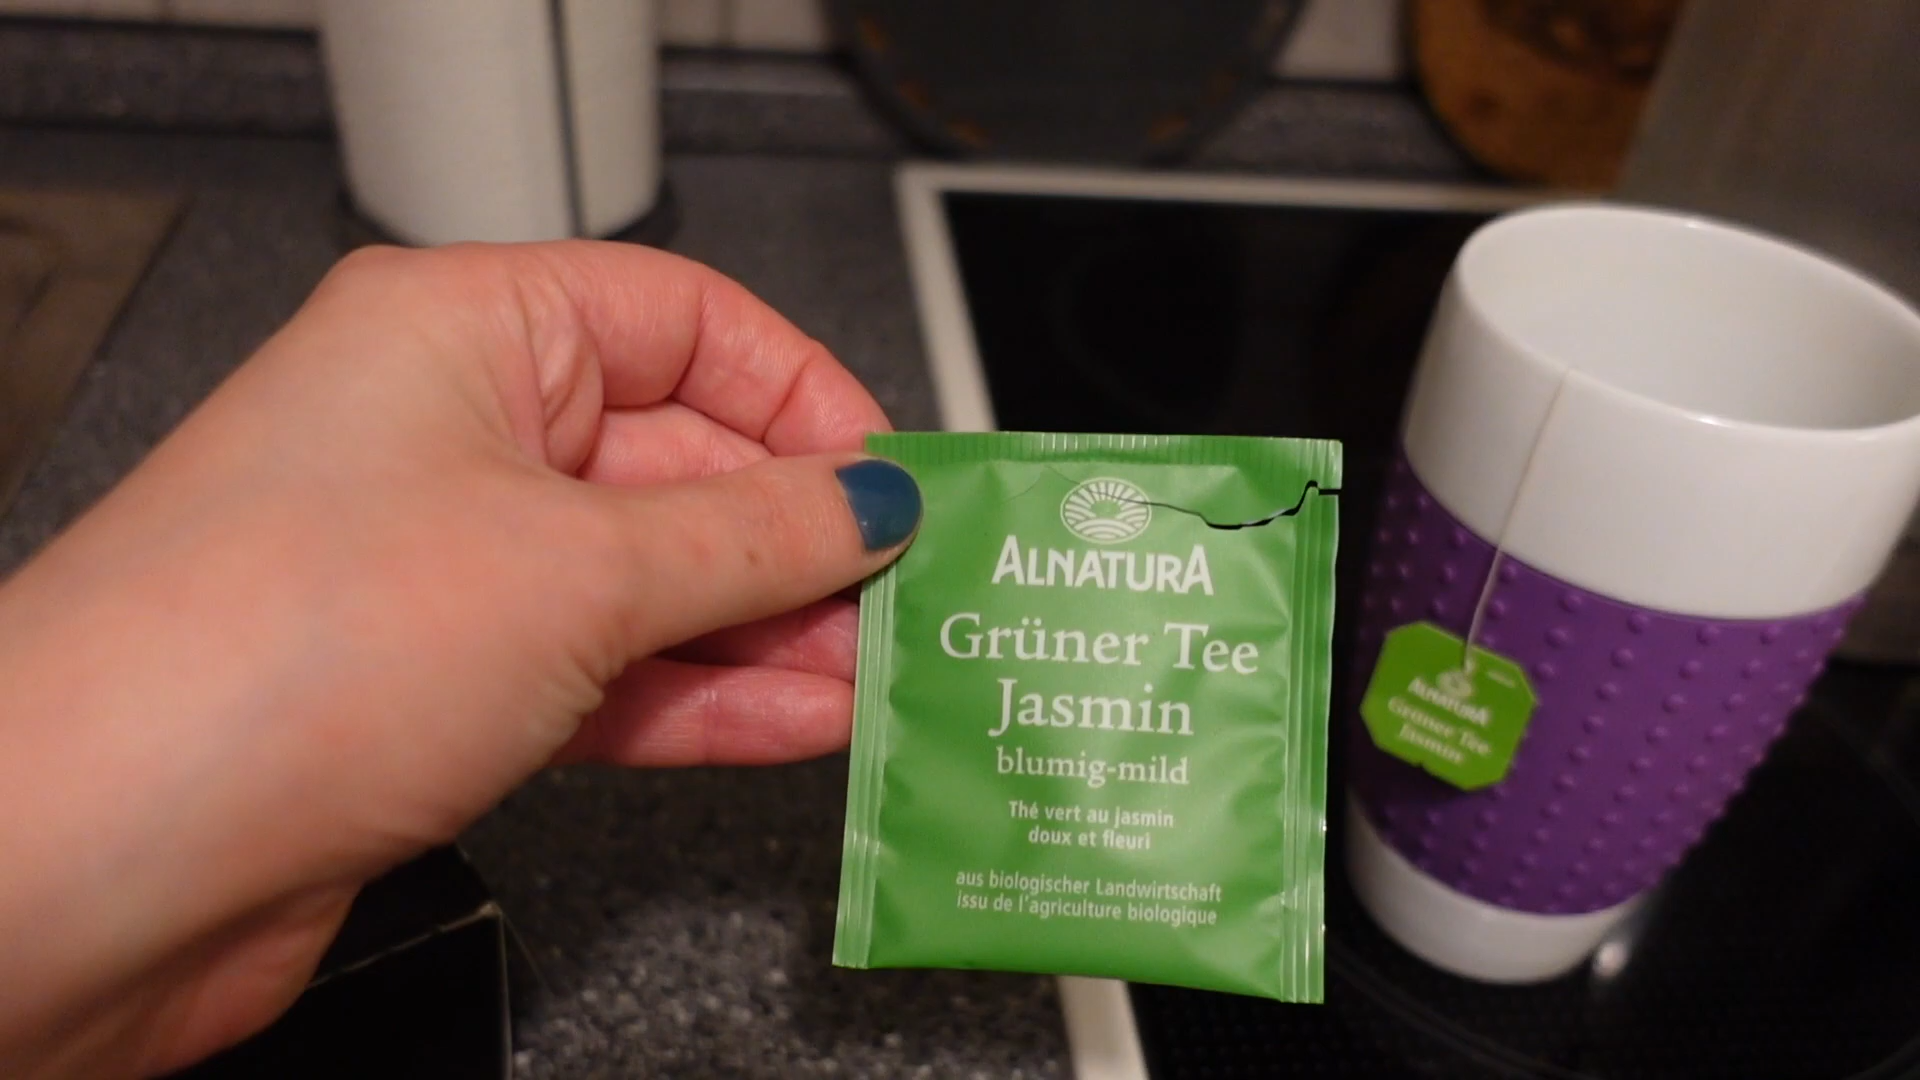 ALNATURA
Grüner Tee
Jasmin
blumig-mild
Thé vert au jasmin
doux et fleuri
aus biologischer Landwirtschaft
issu de l'agriculture biologique
ALNATURA
Grüner Tee
Jasmin